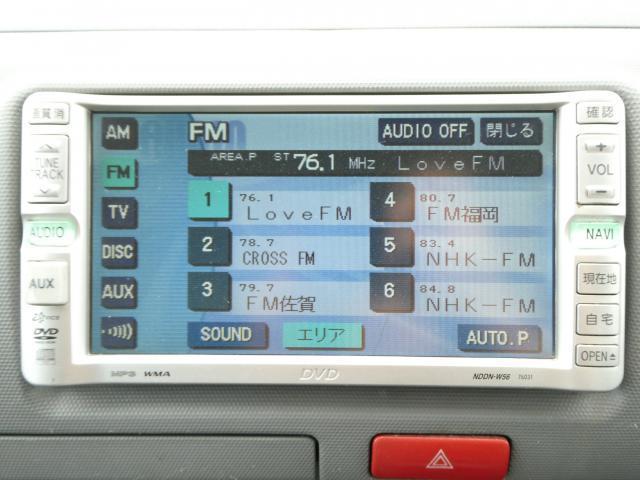 画質 消
確認
AM
FM
AUDIO OFF
閉じる
TUNE
TRACK
AREA.P ST 76.1 MHz LoveFM
VOL
FM
1 76.1 LoveFM
4 80.7 FM福岡
TV
AUDIO
2 78.7 CROSS FM
5 83.4 NHK-FM
NAVI
DISC
AUX
3 79.7 FM佐賀
6 84.8 NHK-FM
現在地
AUX
自宅
SOUND
エリア
AUTO.P
DVD
OPEN
MP3 WMA
DVD
NDDN-W56